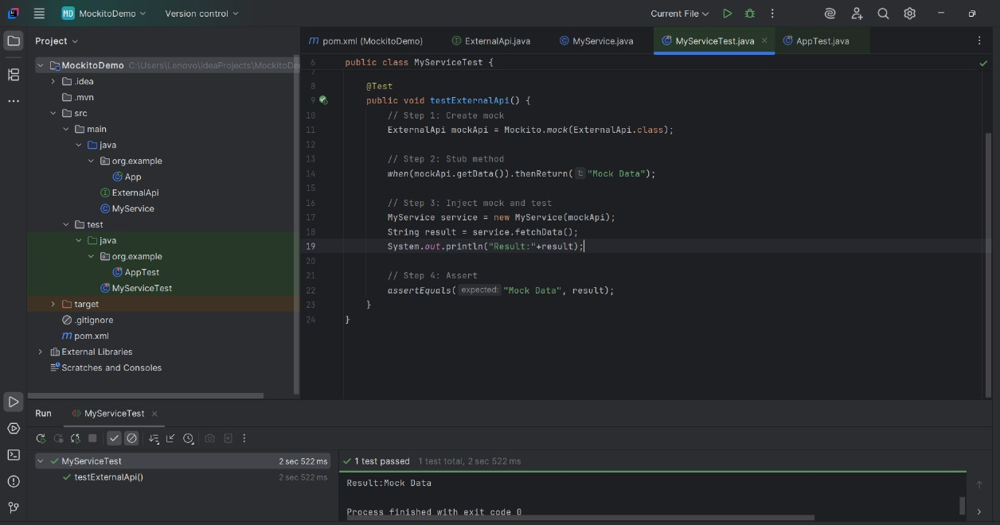 MD MockitoDemo Version control Current File
Project
pom.xml (MockitoDemo) ExternalApi.java MyService.java MyServiceTest.java AppTest.java
MockitoDemo C:\Users\Lenovo\IdeaProjects\MockitoDe
.idea
.mvn
src
main
java
org.example
App
ExternalApi
MyService
test
java
org.example
AppTest
MyServiceTest
target
.gitignore
pom.xml
External Libraries
Scratches and Consoles
6 public class MyServiceTest {
7
8 @Test
9 public void testExternalApi() {
10 // Step 1: Create mock
11 ExternalApi mockApi = Mockito.mock(ExternalApi.class);
12
13 // Step 2: Stub method
14 when(mockApi.getData()).thenReturn( t: "Mock Data");
15
16 // Step 3: Inject mock and test
17 MyService service = new MyService(mockApi);
18 String result = service.fetchData();
19 System.out.println("Result:"+result);
20
21 // Step 4: Assert
22 assertEquals( expected: "Mock Data", result);
23 }
24 }
Run MyServiceTest
MyServiceTest 2 sec 522 ms
testExternalApi() 2 sec 522 ms
1 test passed 1 test total, 2 sec 522 ms
Result:Mock Data
Process finished with exit code 0